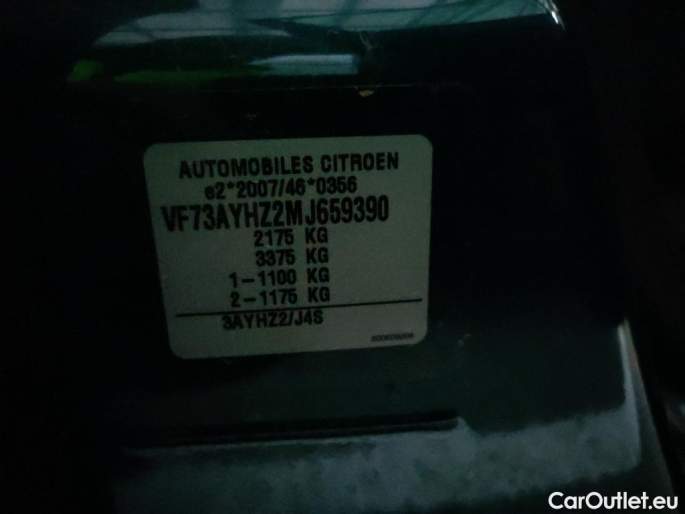 AUTOMOBILES CITROEN
e2*2007/46*0356
VF73AYHZ2MJ659390
2175 KG
3375 KG
1-1100 KG
2-1175 KG
3AYHZ2/J4S
CarOutlet.eu